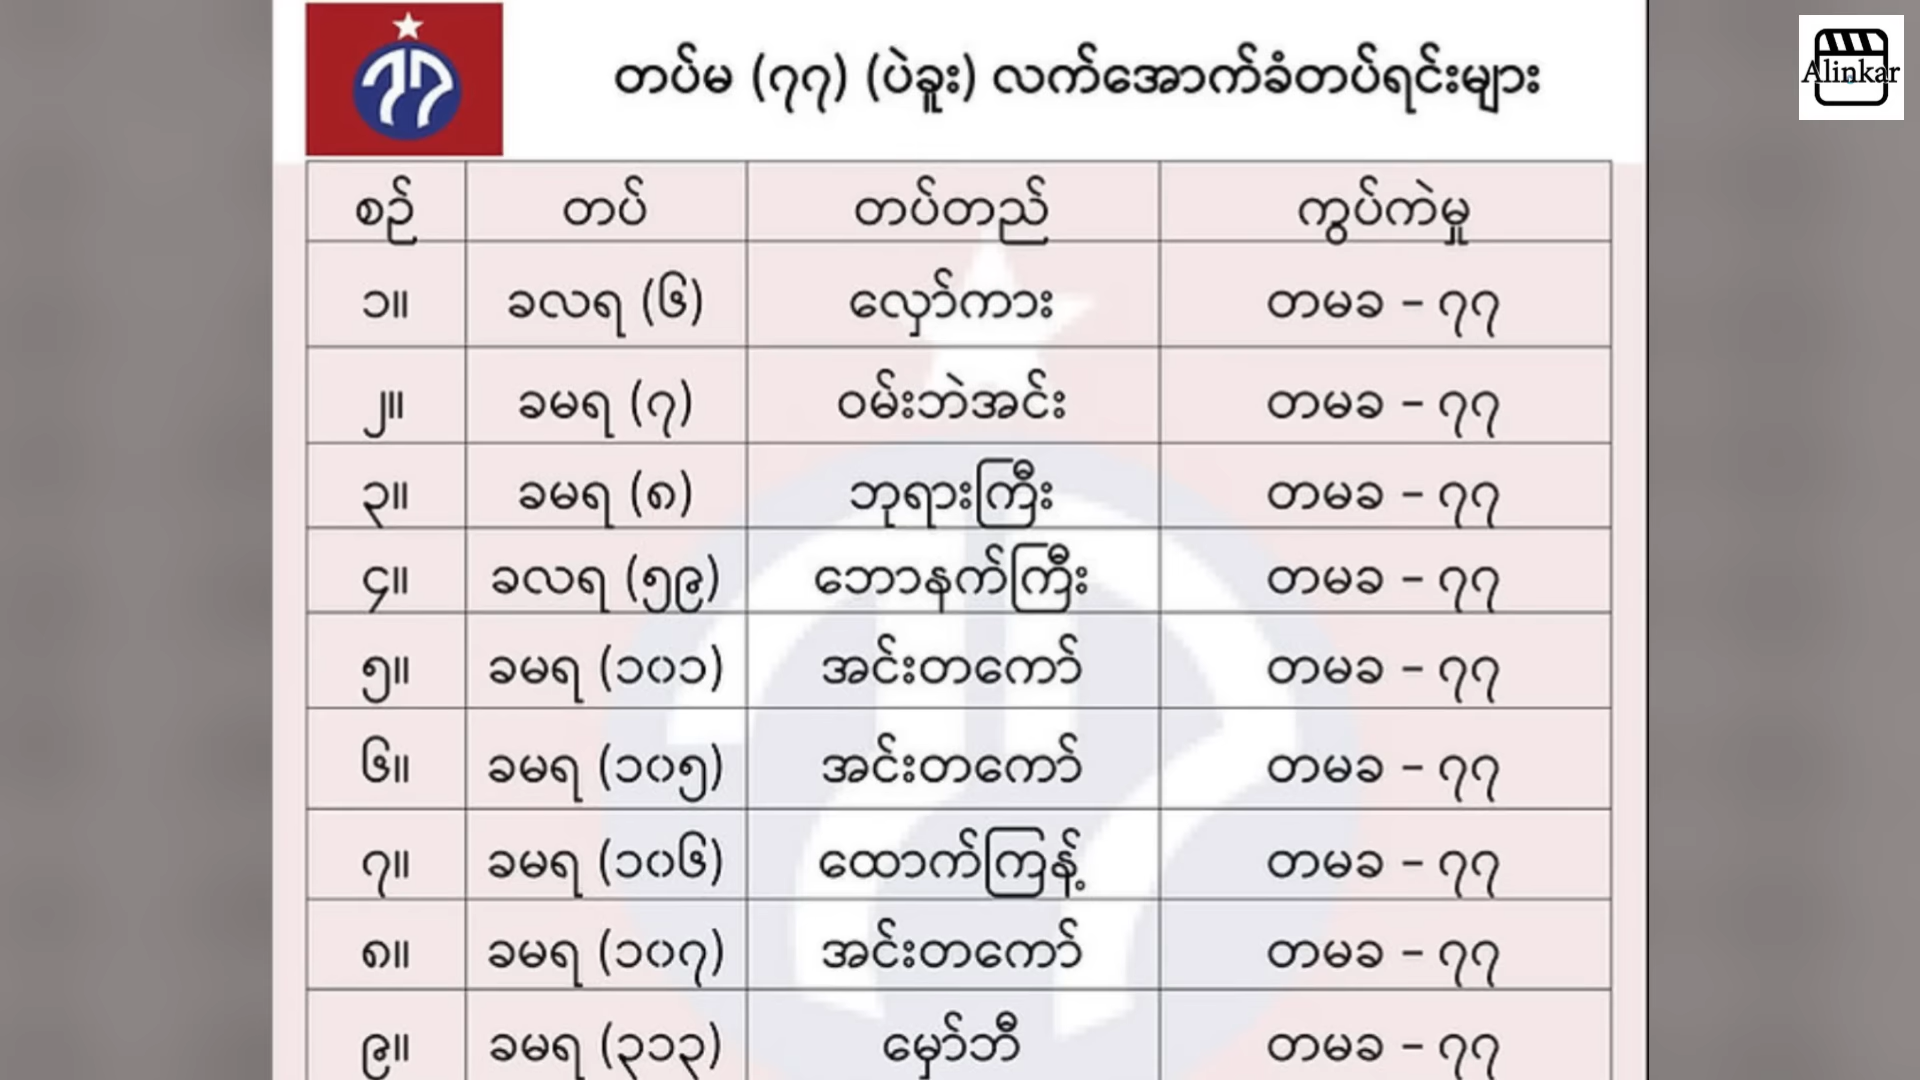 ၇၇
တပ်မ (၇၇) (ပဲခူး) လက်အောက်ခံတပ်ရင်းများ
Alinkar
စဉ် တပ် တပ်တည် ကွပ်ကဲမှု
၁။ ခလရ (၆) လှော်ကား တမခ - ၇၇
၂။ ခမရ (၇) ဝမ်းဘဲအင်း တမခ - ၇၇
၃။ ခမရ (၈) ဘုရားကြီး တမခ - ၇၇
၄။ ခလရ (၅၉) ဘောနက်ကြီး တမခ - ၇၇
၅။ ခမရ (၁၀၁) အင်းတကော် တမခ - ၇၇
၆။ ခမရ (၁၀၅) အင်းတကော် တမခ - ၇၇
၇။ ခမရ (၁၀၆) ထောက်ကြန့် တမခ - ၇၇
၈။ ခမရ (၁၀၇) အင်းတကော် တမခ - ၇၇
၉။ ခမရ (၃၁၃) မှော်ဘီ တမခ - ၇၇